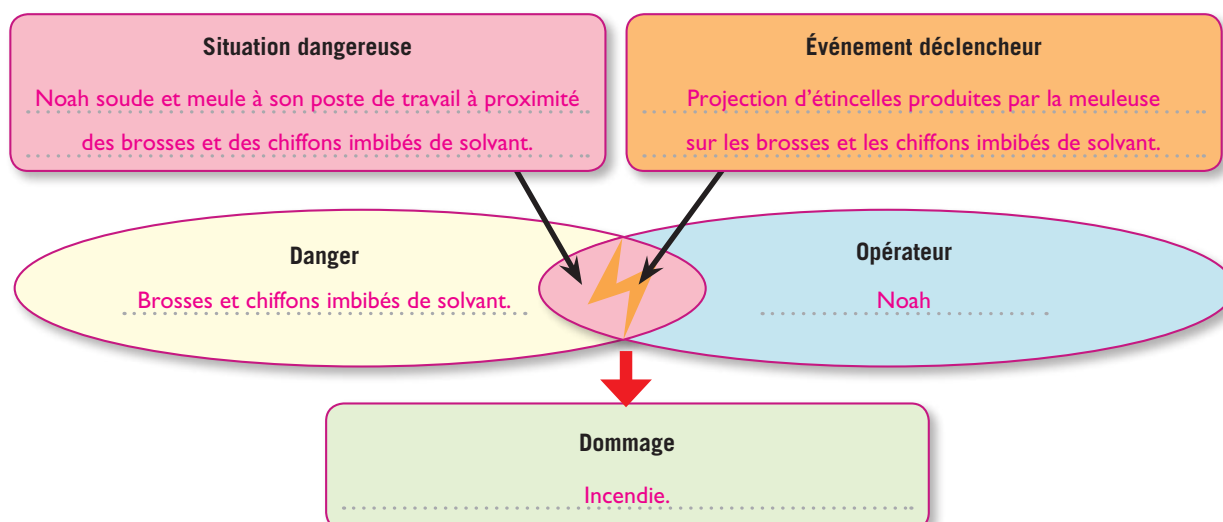 Situation dangereuse
Noah soude et meule à son poste de travail à proximité
des brosses et des chiffons imbibés de solvant.
Événement déclencheur
Projection d'étincelles produites par la meuleuse
sur les brosses et les chiffons imbibés de solvant.
Danger
Brosses et chiffons imbibés de solvant.
Opérateur
Noah
Dommage
Incendie.